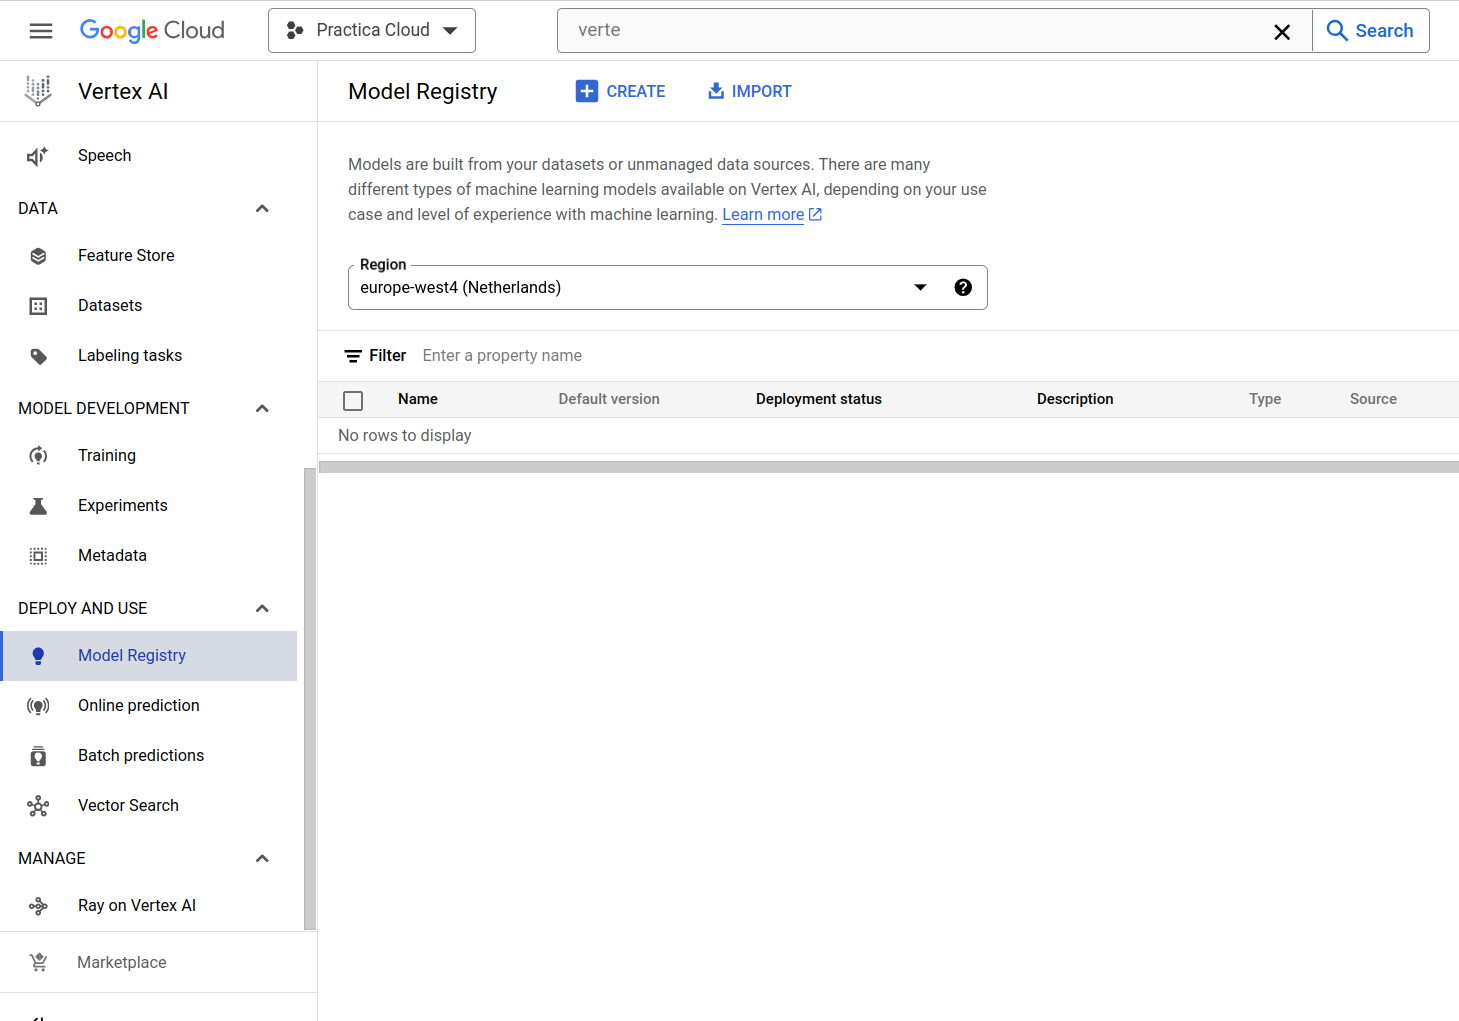 Google Cloud
Practica Cloud
verte
Search
Vertex AI
Model Registry
CREATE
IMPORT
Speech
DATA
Feature Store
Datasets
Labeling tasks
MODEL DEVELOPMENT
Training
Experiments
Metadata
DEPLOY AND USE
Model Registry
Online prediction
Batch predictions
Vector Search
MANAGE
Ray on Vertex AI
Marketplace
Models are built from your datasets or unmanaged data sources. There are many
different types of machine learning models available on Vertex AI, depending on your use
case and level of experience with machine learning. Learn more
Region
europe-west4 (Netherlands)
Filter Enter a property name
Name Default version Deployment status Description Type Source
No rows to display